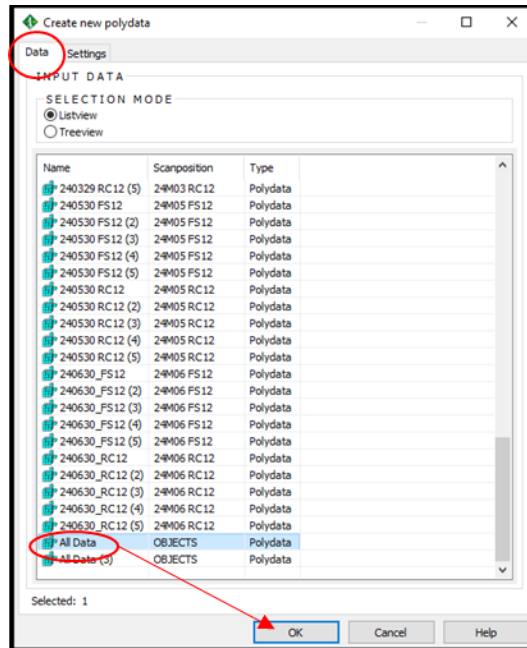 Create new polydata
Data Settings
INPUT DATA
SELECTION MODE
Listview
Treeview
Name Scanposition Type
240329 RC12 (5) 24M03 RC12 Polydata
240530 FS12 24M05 FS12 Polydata
240530 FS12 (2) 24M05 FS12 Polydata
240530 FS12 (3) 24M05 FS12 Polydata
240530 FS12 (4) 24M05 FS12 Polydata
240530 FS12 (5) 24M05 FS12 Polydata
240530 RC12 24M05 RC12 Polydata
240530 RC12 (2) 24M05 RC12 Polydata
240530 RC12 (3) 24M05 RC12 Polydata
240530 RC12 (4) 24M05 RC12 Polydata
240530 RC12 (5) 24M05 RC12 Polydata
240630_FS12 24M06 FS12 Polydata
240630_FS12 (2) 24M06 FS12 Polydata
240630_FS12 (3) 24M06 FS12 Polydata
240630_FS12 (4) 24M06 FS12 Polydata
240630_FS12 (5) 24M06 FS12 Polydata
240630_RC12 24M06 RC12 Polydata
240630_RC12 (2) 24M06 RC12 Polydata
240630_RC12 (3) 24M06 RC12 Polydata
240630_RC12 (4) 24M06 RC12 Polydata
240630_RC12 (5) 24M06 RC12 Polydata
All Data OBJECTS Polydata
All Data (3) OBJECTS Polydata
Selected: 1
OK Cancel Help